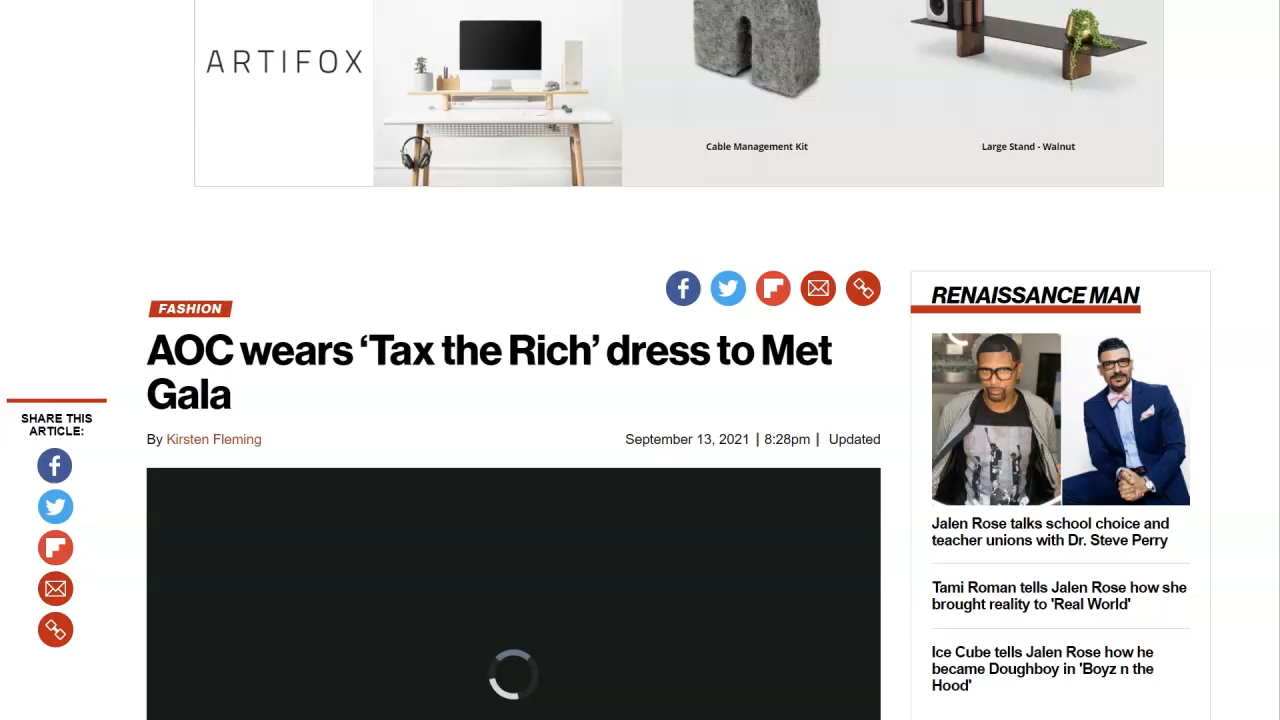 ARTIFOX
Cable Management Kit
Large Stand - Walnut
FASHION
AOC wears ‘Tax the Rich’ dress to Met
Gala
By Kirsten Fleming
September 13, 2021 | 8:28pm | Updated
SHARE THIS
ARTICLE:
RENAISSANCE MAN
Jalen Rose talks school choice and
teacher unions with Dr. Steve Perry
Tami Roman tells Jalen Rose how she
brought reality to 'Real World'
Ice Cube tells Jalen Rose how he
became Doughboy in 'Boyz n the
Hood'